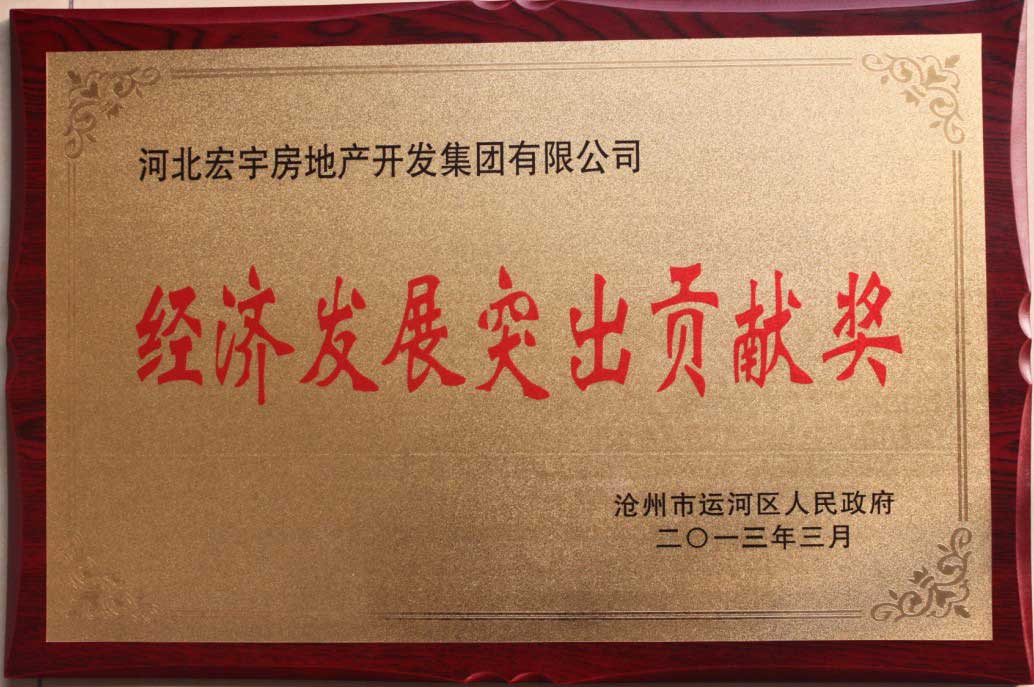 河北宏宇房地产开发集团有限公司
经济发展突出贡献奖
沧州市运河区人民政府
二〇一三年三月